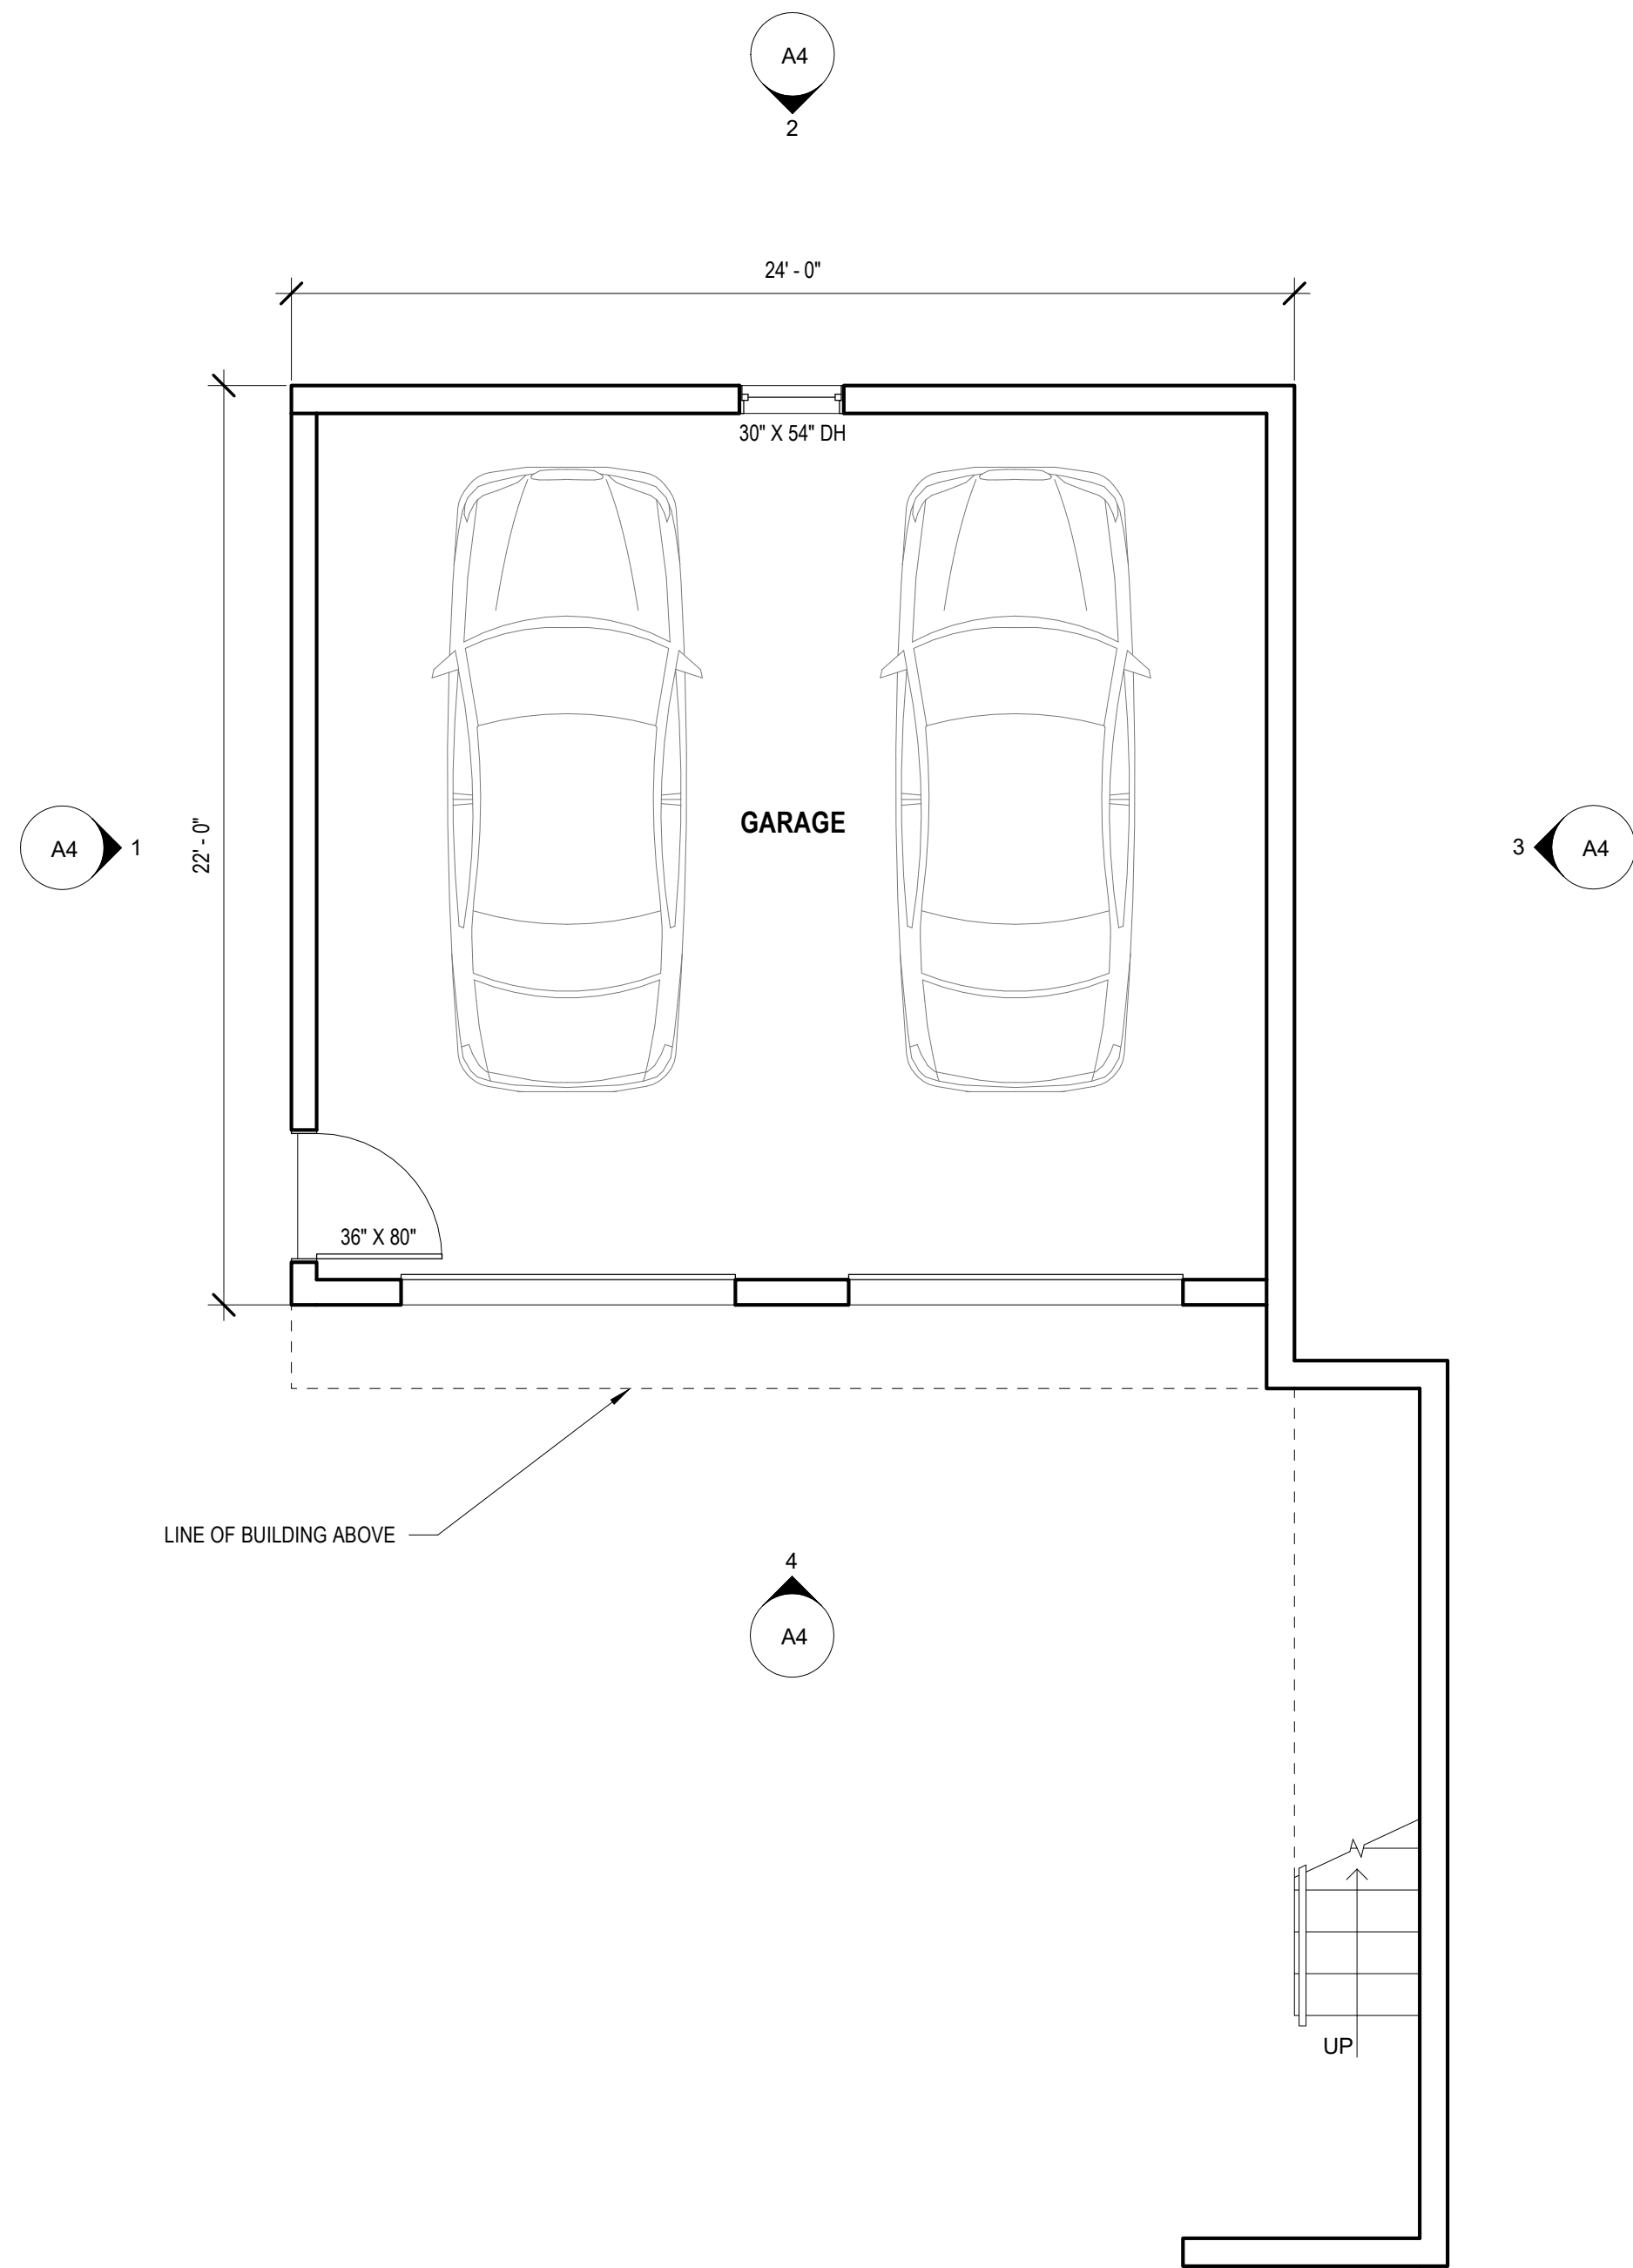 A4
2
24' - 0"
30" X 54" DH
22' - 0"
GARAGE
A4
1
3
A4
36" X 80"
LINE OF BUILDING ABOVE
4
A4
UP